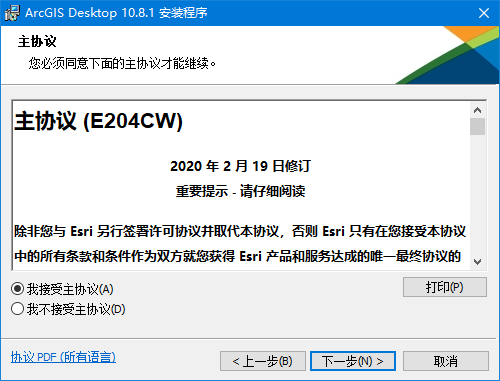 ArcGIS Desktop 10.8.1 安装程序
主协议
您必须同意下面的主协议才能继续。
主协议 (E204CW)
2020 年 2 月 19 日修订
重要提示 - 请仔细阅读
除非您与 Esri 另行签署许可协议并取代本协议，否则 Esri 只有在您接受本协议
中的所有条款和条件作为双方就您获得 Esri 产品和服务达成的唯一最终协议的
我接受主协议(A)
打印(P)
我不接受主协议(D)
协议 PDF (所有语言)
< 上一步(B)
下一步(N) >
取消